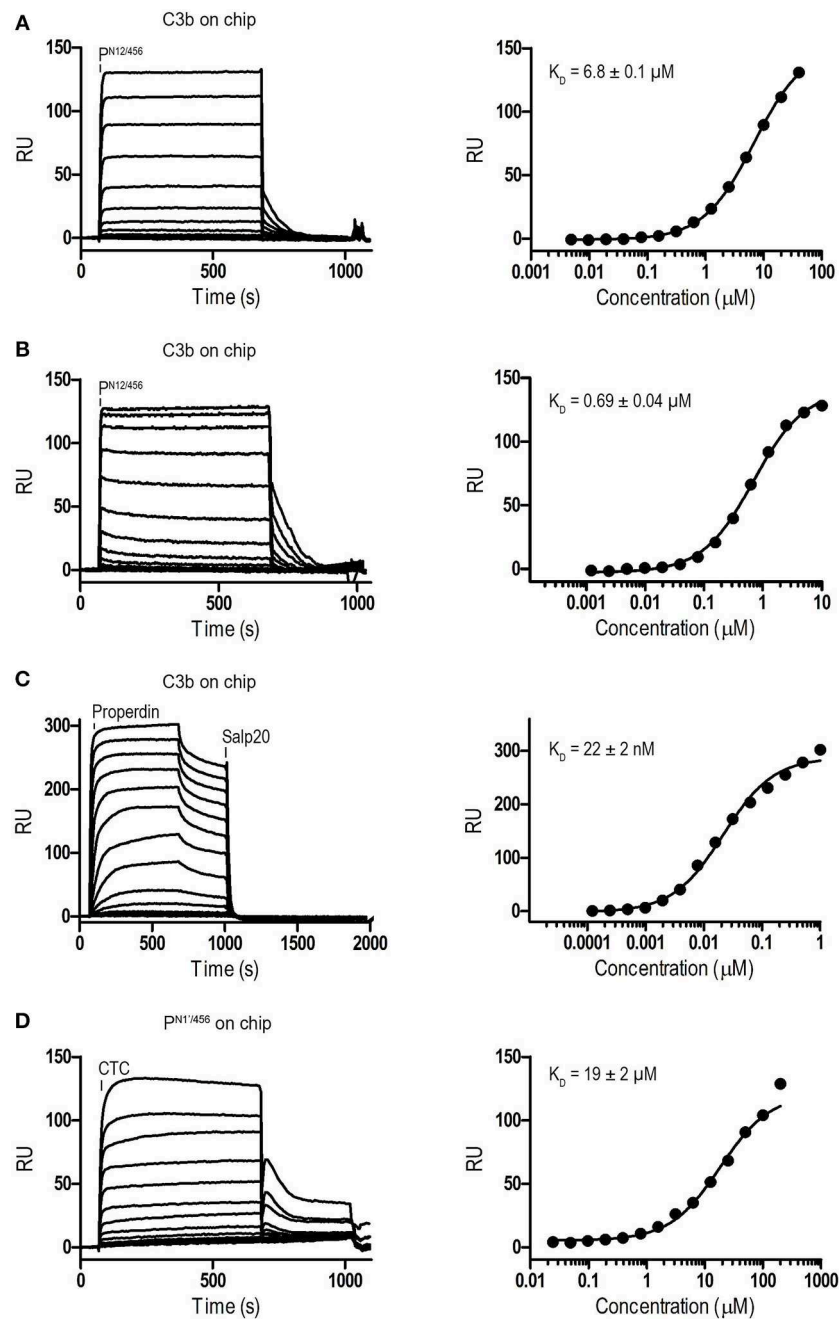 A
C3b on chip
P^N12/456
RU
150
100
50
0
0
500
1000
Time (s)
K_D = 6.8 ± 0.1 µM
RU
150
100
50
0
0.001
0.01
0.1
1
10
100
Concentration (µM)
B
C3b on chip
P^N12/456
RU
150
100
50
0
0
500
1000
Time (s)
K_D = 0.69 ± 0.04 µM
RU
150
100
50
0
0.001
0.01
0.1
1
10
Concentration (µM)
C
C3b on chip
Properdin
Salp20
RU
300
200
100
0
0
500
1000
1500
2000
Time (s)
K_D = 22 ± 2 nM
RU
300
200
100
0
0.0001
0.001
0.01
0.1
1
Concentration (µM)
D
P^N1'/456 on chip
CTC
RU
150
100
50
0
0
500
1000
Time (s)
K_D = 19 ± 2 µM
RU
150
100
50
0
0.01
0.1
1
10
100
1000
Concentration (µM)